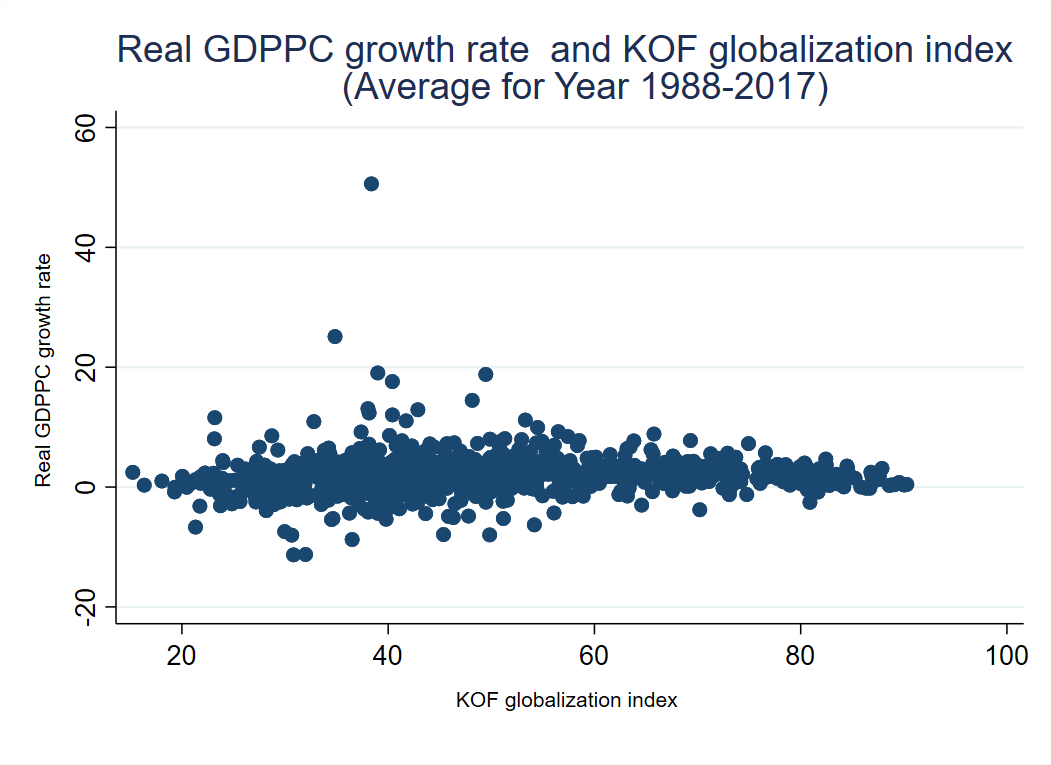 Real GDPPC growth rate  and KOF globalization index
(Average for Year 1988-2017)
60
40
20
0
-20
Real GDPPC growth rate
20 40 60 80 100
KOF globalization index